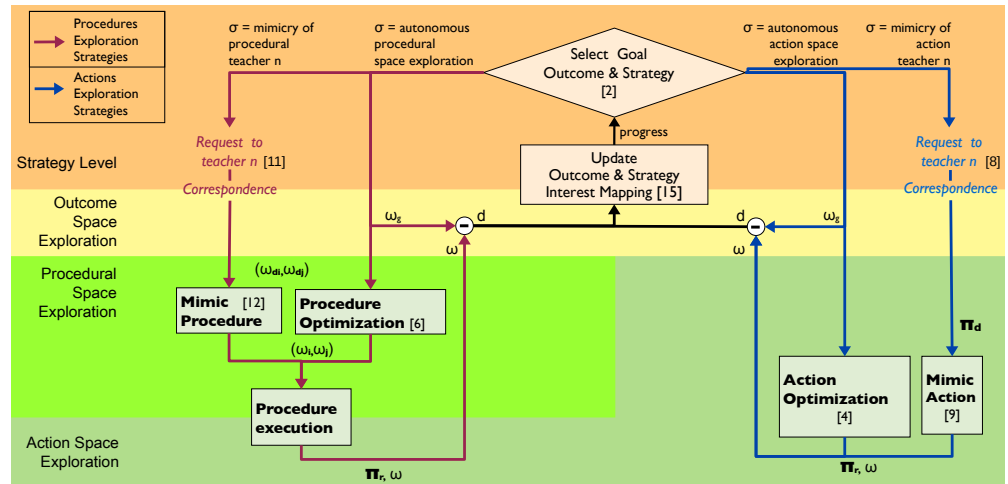 Procedures
Exploration
Strategies
Actions
Exploration
Strategies
σ = mimicry of
procedural
teacher n
σ = autonomous
procedural
space exploration
Select Goal
Outcome & Strategy
[2]
σ = autonomous
action space
exploration
σ = mimicry of
action
teacher n
progress
Strategy Level
Request to
teacher n [11]
Correspondence
Update
Outcome & Strategy
Interest Mapping [15]
Request to
teacher n [8]
Correspondence
Outcome
Space
Exploration
ωg
d
ω
d
ωg
ω
Procedural
Space
Exploration
(ωdi,ωdj)
Mimic [12]
Procedure
Procedure
Optimization [6]
(ωi,ωj)
Procedure
execution
πd
Action
Optimization
[4]
Mimic
Action
[9]
Action Space
Exploration
πr, ω
πr, ω